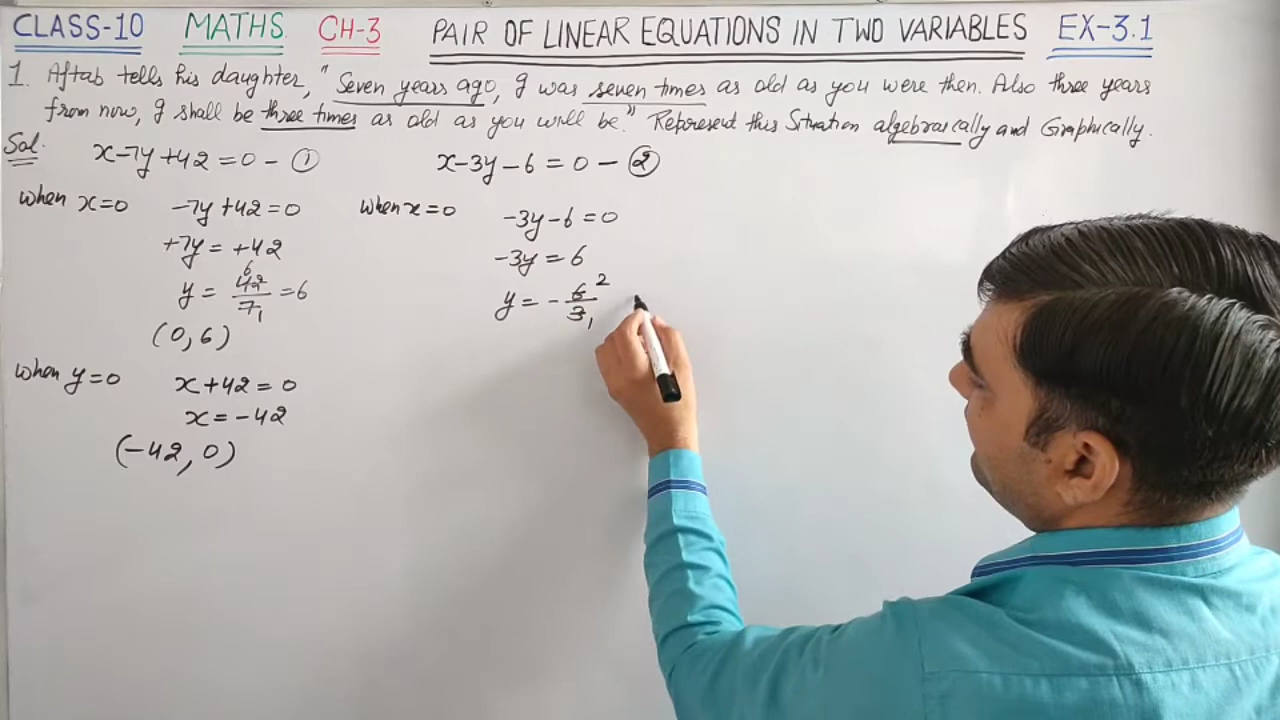 CLASS-10 MATHS CH-3 PAIR OF LINEAR EQUATIONS IN TWO VARIABLES EX-3.1
1. Aftab tells his daughter, "Seven years ago, I was seven times as old as you were then. Also three years
from now, I shall be three times as old as you will be." Represent this Situation algebraically and Graphically.
Sol.
x-7y+42=0 - ①
when x=0 -7y+42=0
+7y=+42
y = 42/7 = 6
6 1
(0,6)
when y=0 x+42=0
x=-42
(-42,0)
x-3y-6=0 - ②
when x=0 -3y-6=0
-3y=6
y = -6/3
2 1